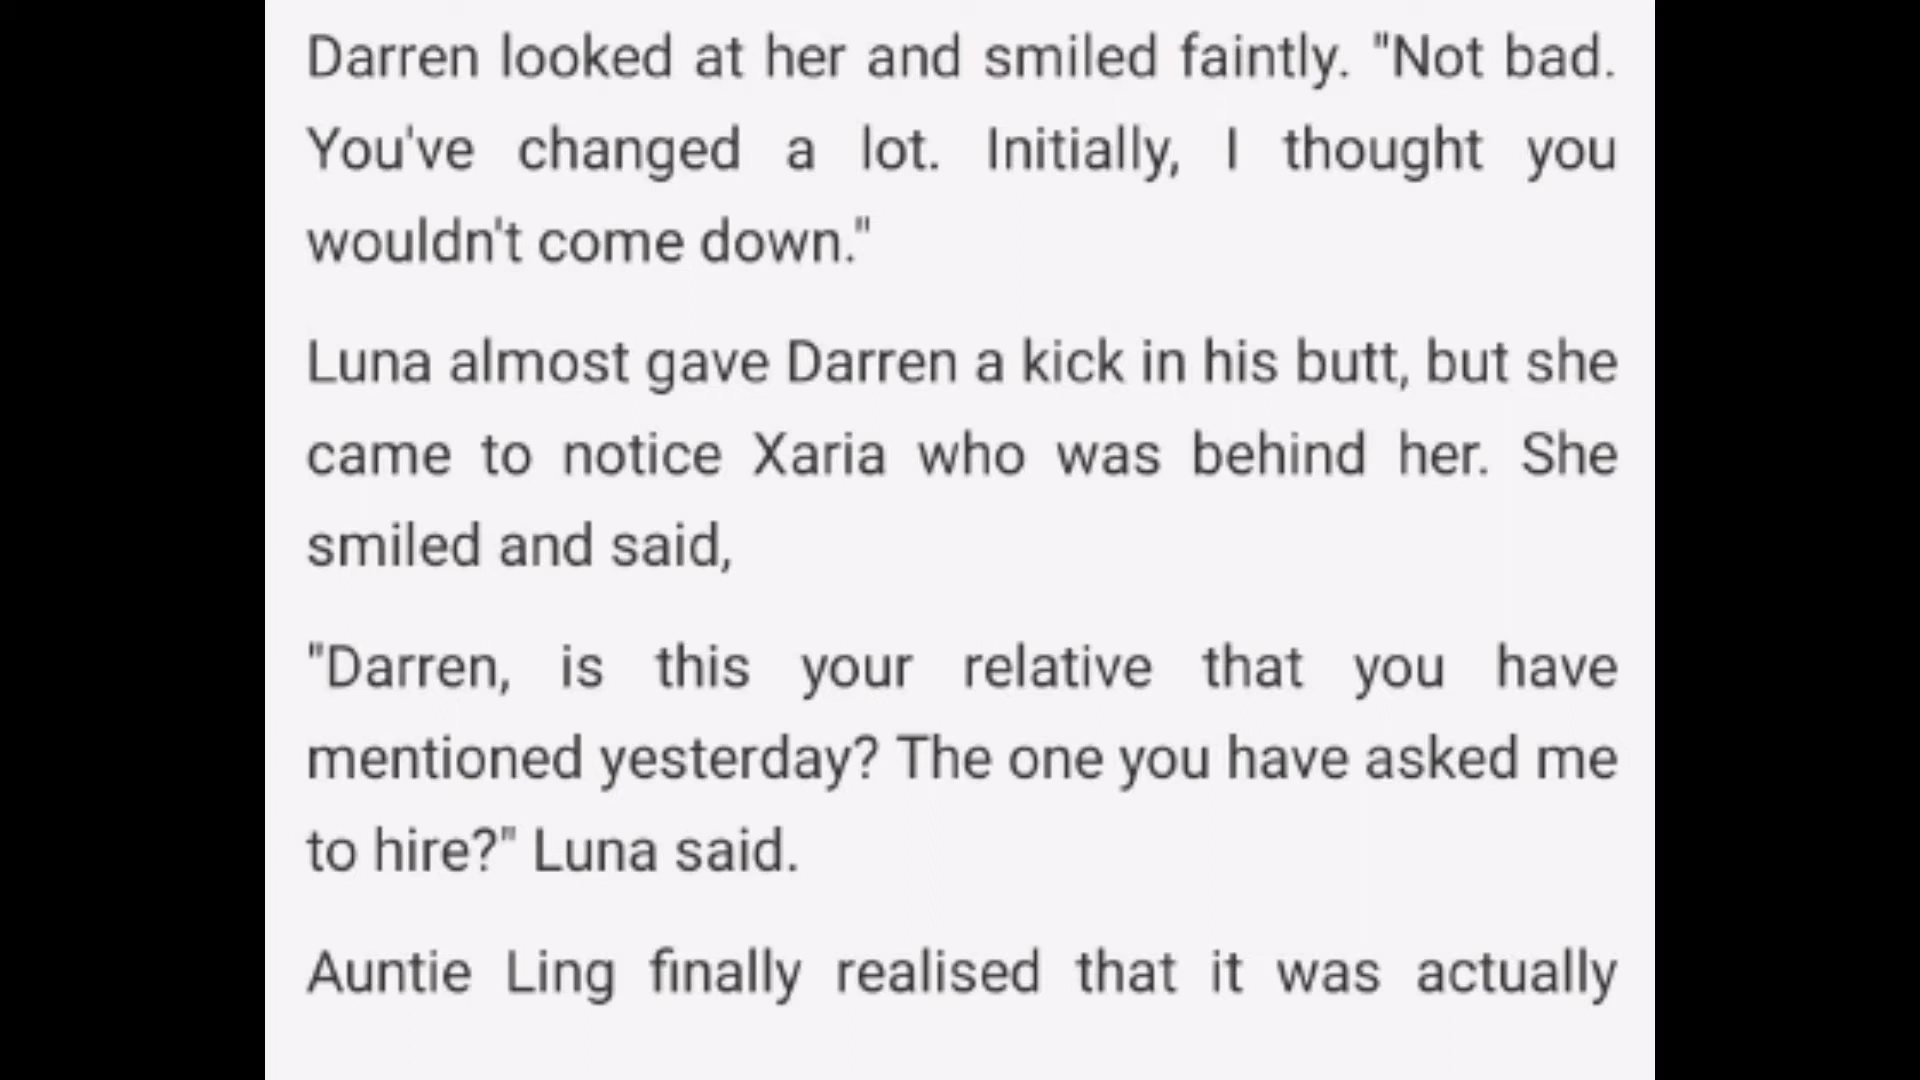 Darren looked at her and smiled faintly. "Not bad.
You've changed a lot. Initially, I thought you
wouldn't come down."
Luna almost gave Darren a kick in his butt, but she
came to notice Xaria who was behind her. She
smiled and said,
"Darren, is this your relative that you have
mentioned yesterday? The one you have asked me
to hire?" Luna said.
Auntie Ling finally realised that it was actually